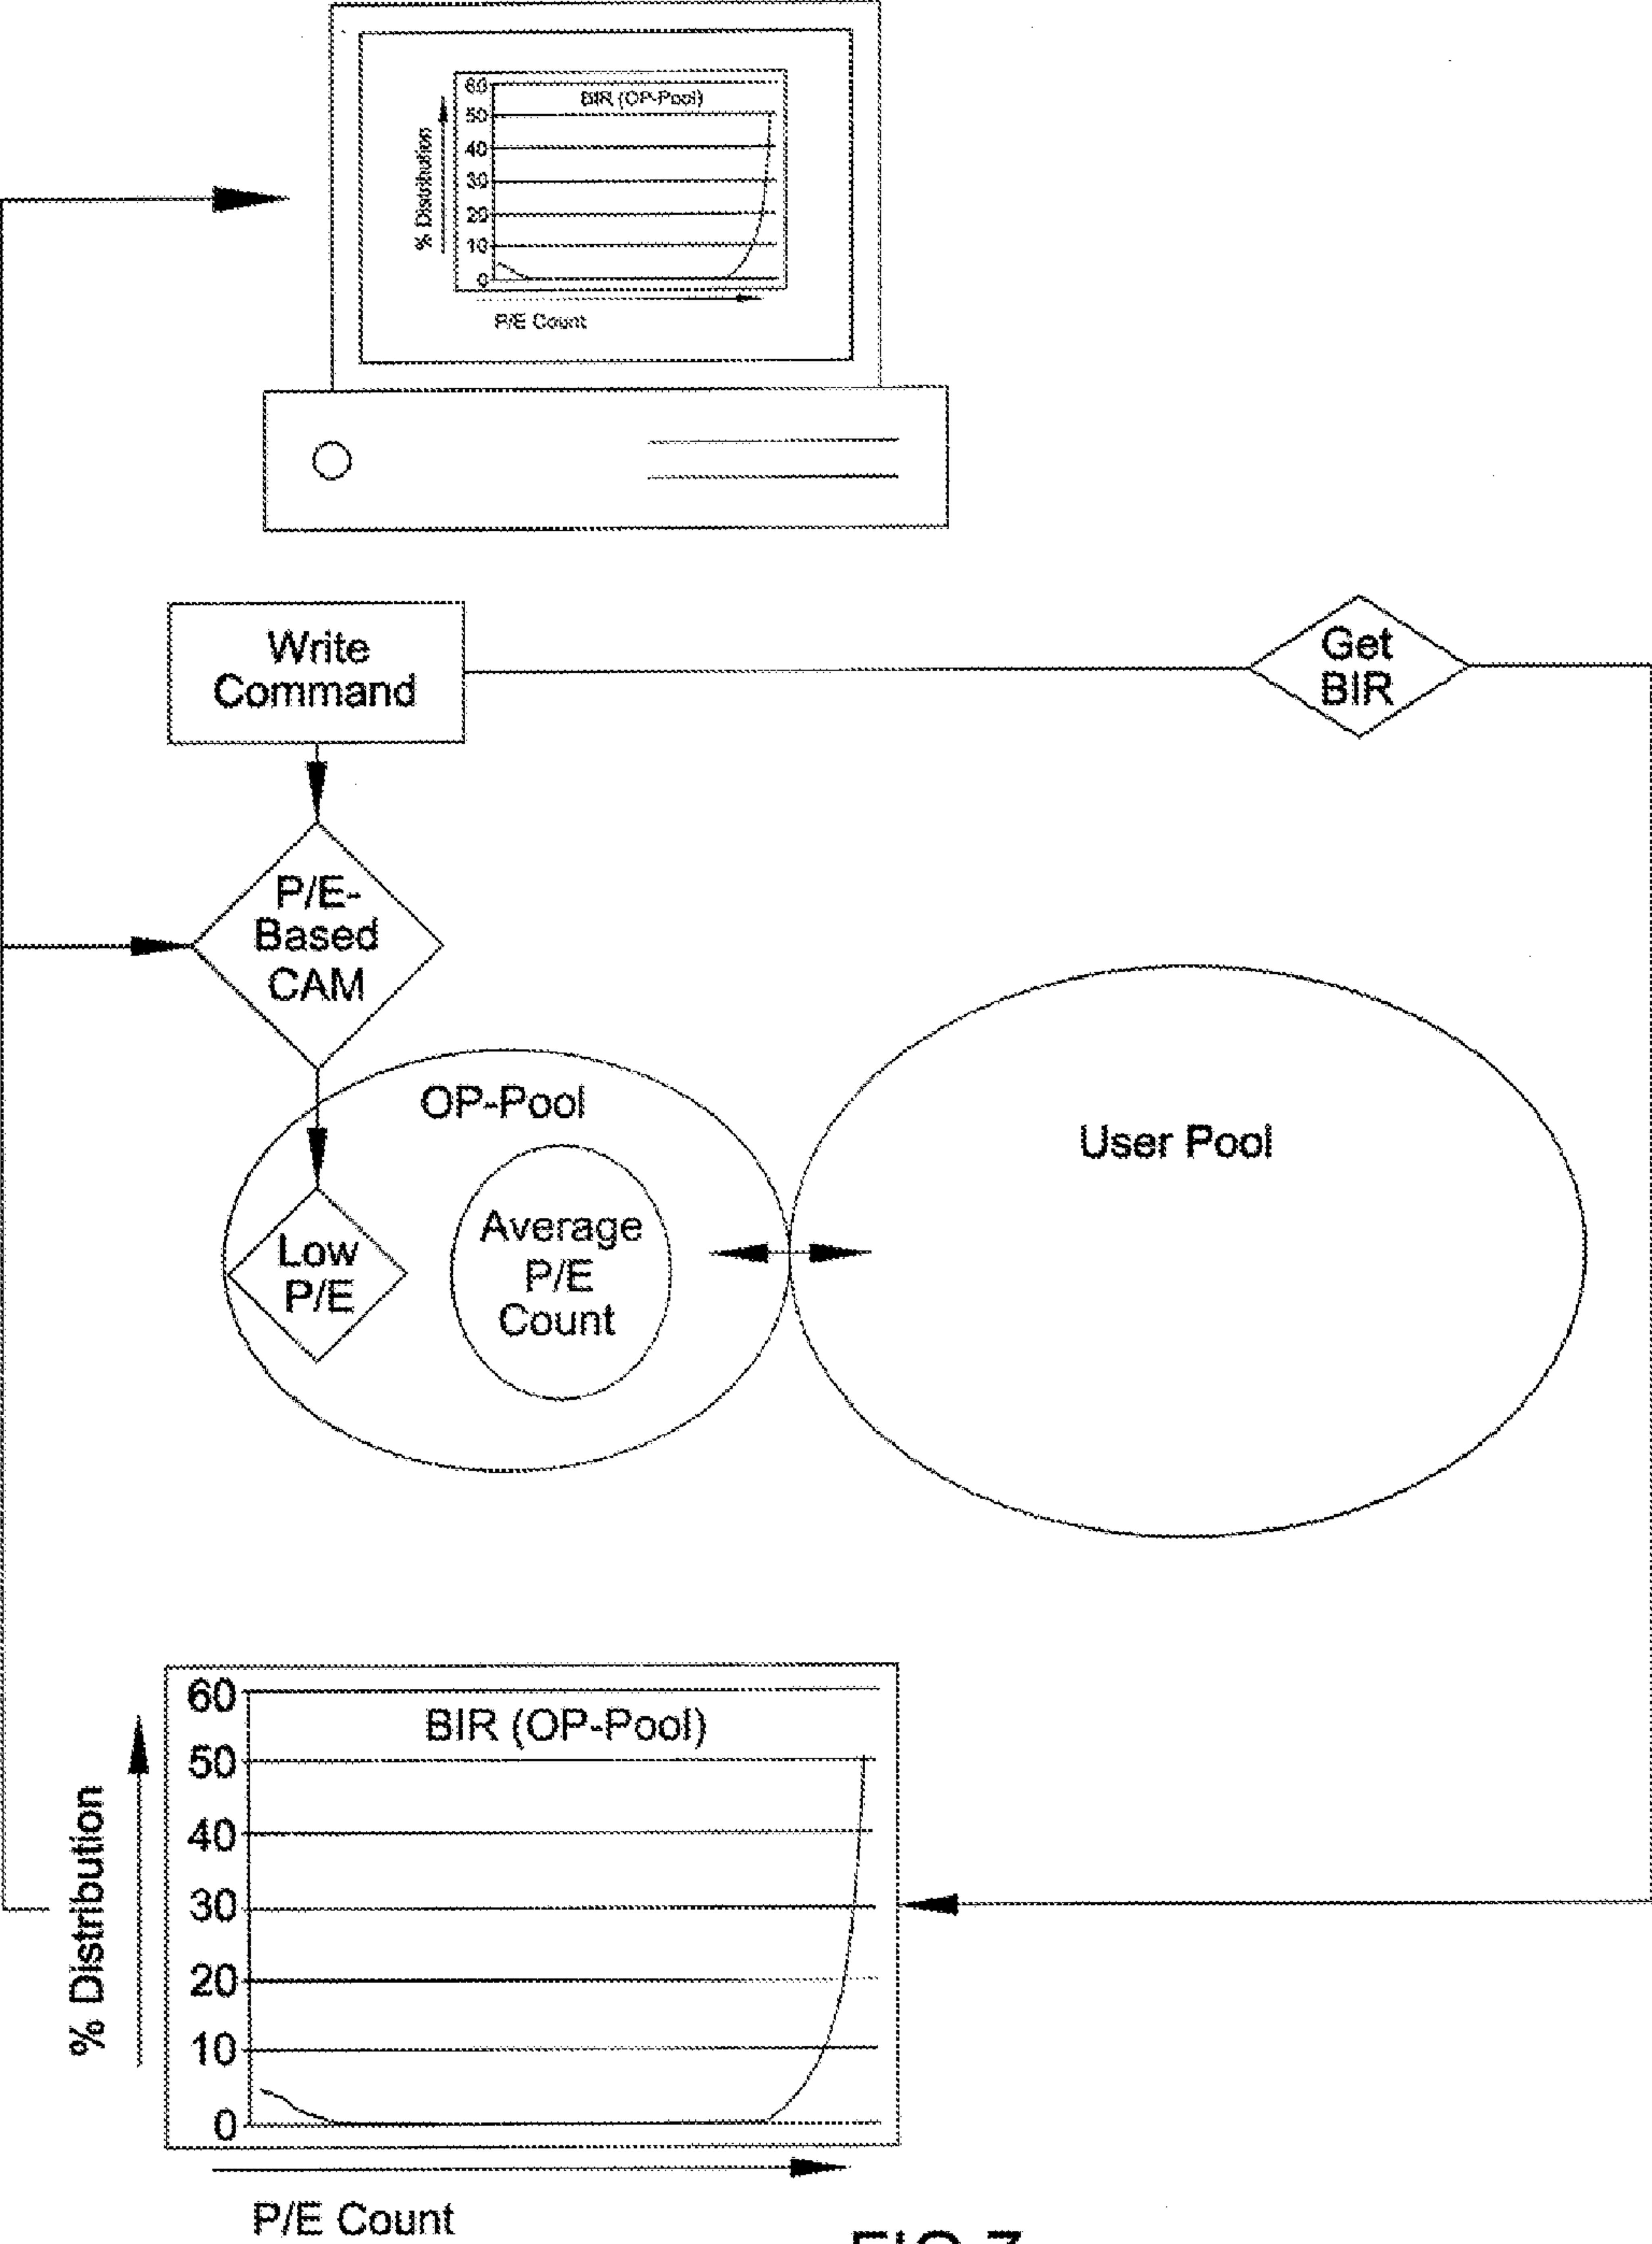 60
BIR (OP-Pool)
50
40
30
20
10
0
% Distribution
P/E Count
Write
Command
Get
BIR
P/E-
Based
CAM
OP-Pool
User Pool
Average
P/E
Count
Low
P/E
60
BIR (OP-Pool)
50
40
30
20
10
0
% Distribution
P/E Count